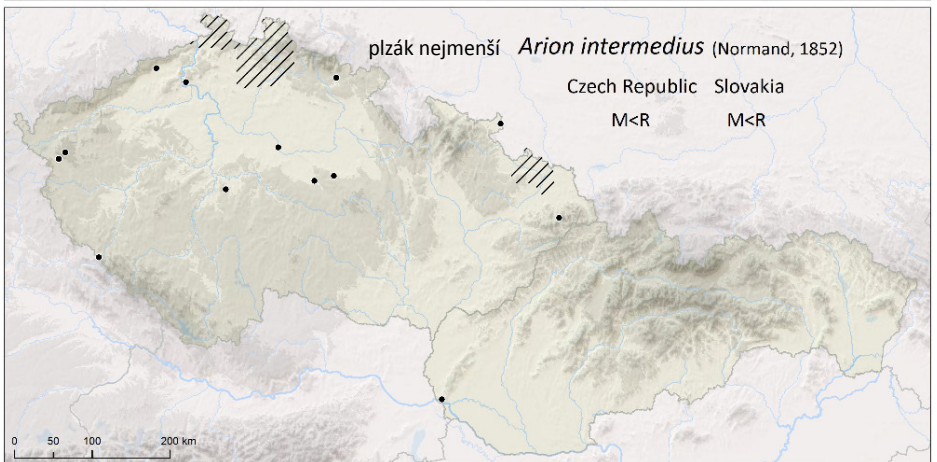 plzák nejmenší Arion intermedius (Normand, 1852)
Czech Republic Slovakia
M<R M<R
0 50 100 200 km